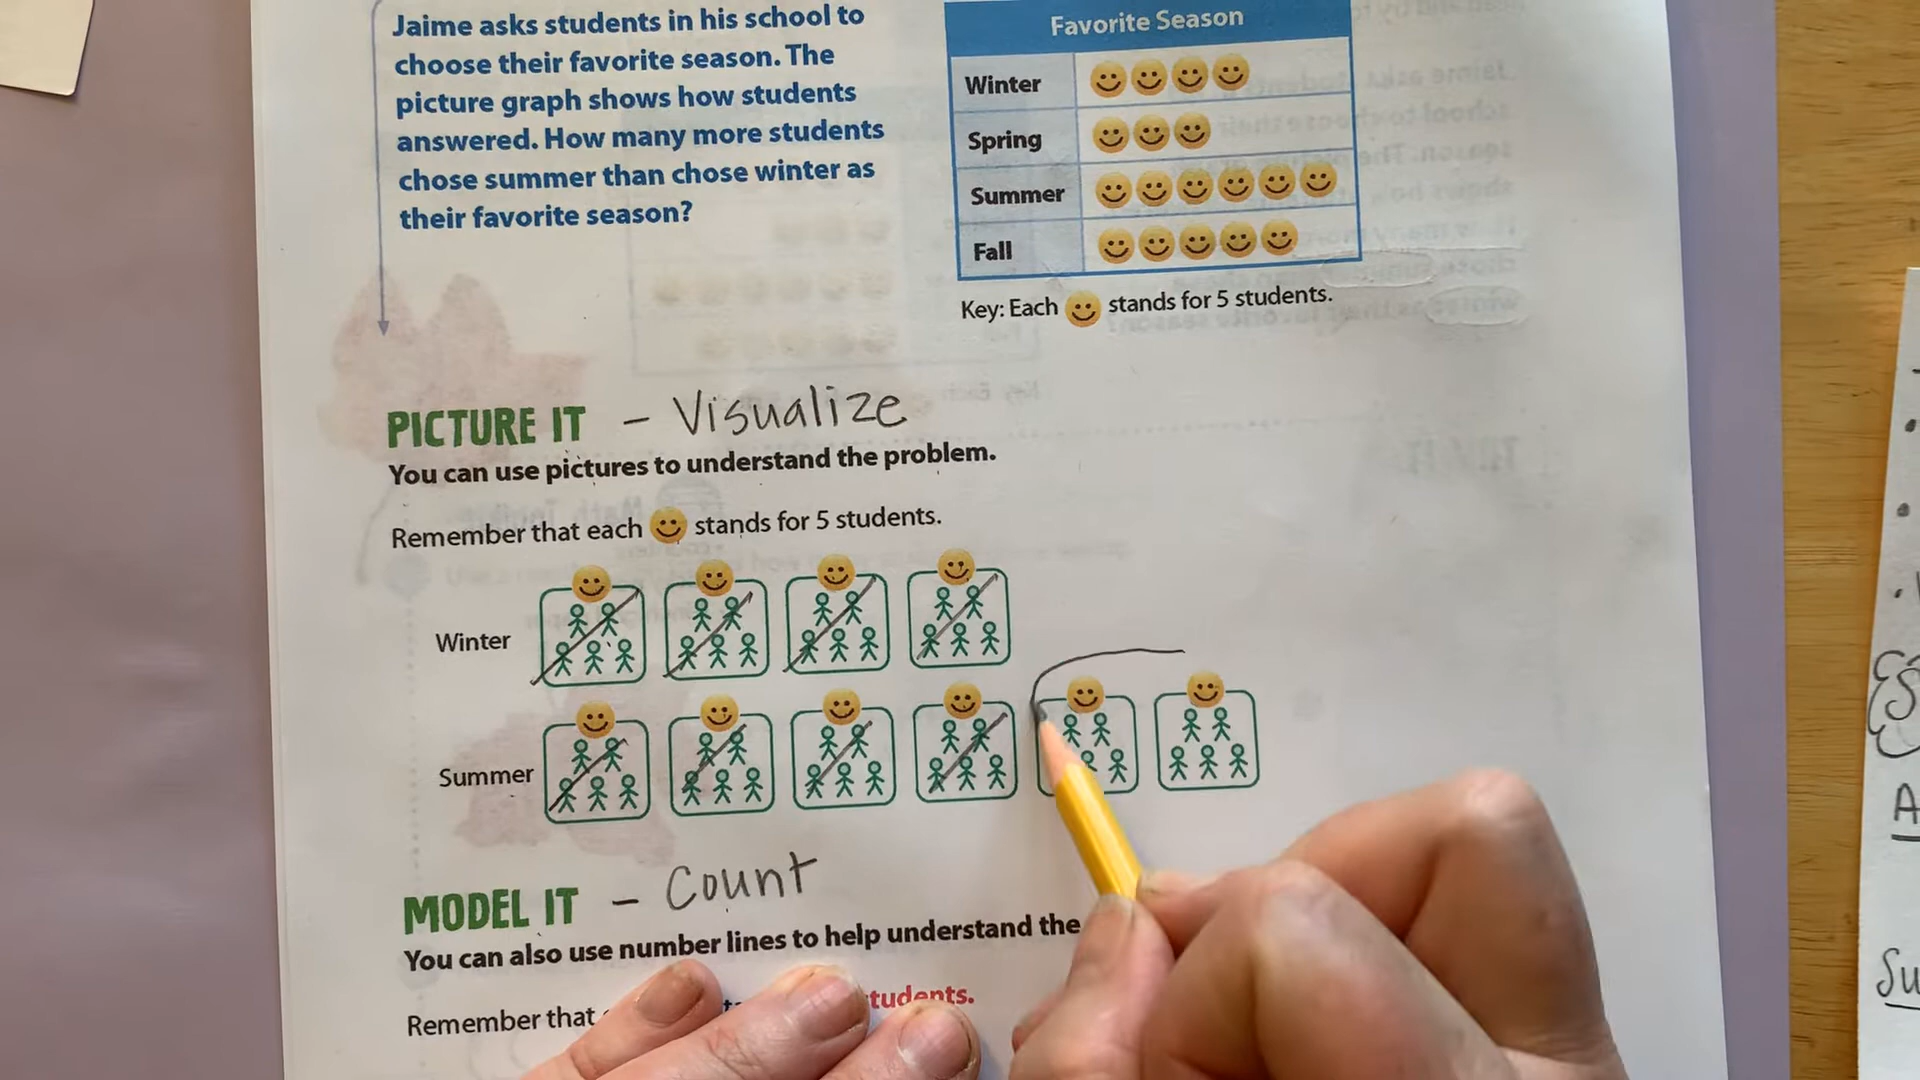 Jaime asks students in his school to
choose their favorite season. The
picture graph shows how students
answered. How many more students
chose summer than chose winter as
their favorite season?
Favorite Season
Winter
Spring
Summer
Fall
Key: Each stands for 5 students.
PICTURE IT – Visualize
You can use pictures to understand the problem.
Remember that each stands for 5 students.
Winter
Summer
MODEL IT – Count
You can also use number lines to help understand the
Remember that
students.
A
Su